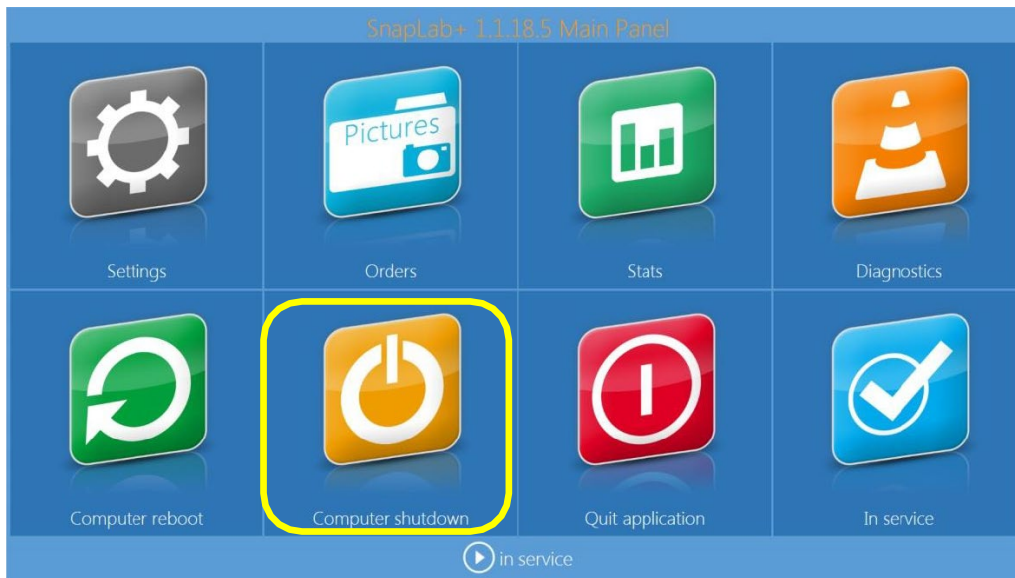 SnapLab+ 1.1.18.5 Main Panel
Pictures
Settings
Orders
Stats
Diagnostics
Computer reboot
Computer shutdown
Quit application
In service
in service